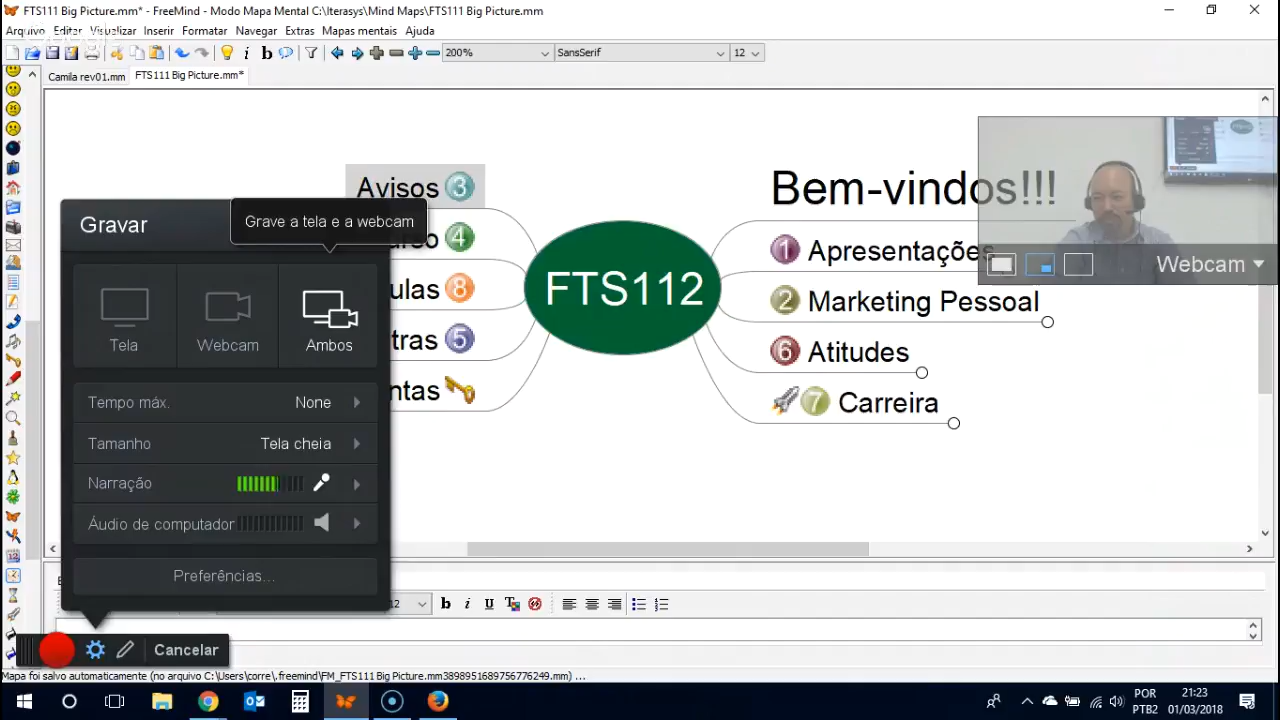 FTS111 Big Picture.mm* - FreeMind - Modo Mapa Mental C:\Iterasys\Mind Maps\FTS111 Big Picture.mm
Arquivo Editar Visualizar Inserir Formatar Navegar Extras Mapas mentais Ajuda
200% SansSerif 12
Camila rev01.mm FTS111 Big Picture.mm*
Avisos 3
4
ulas 8
tras 5
ntas
FTS112
Bem-vindos!!!
1 Apresentações
2 Marketing Pessoal
6 Atitudes
7 Carreira
Webcam
Gravar
Grave a tela e a webcam
Tela Webcam Ambos
Tempo máx. None
Tamanho Tela cheia
Narração
Áudio de computador
Preferências...
12 b i u
Cancelar
Mapa foi salvo automaticamente (no arquivo C:\Users\corre\.freemind\FM_FTS111 Big Picture.mm3898951689756776249.mm) ...
POR
PTB2
21:23
01/03/2018